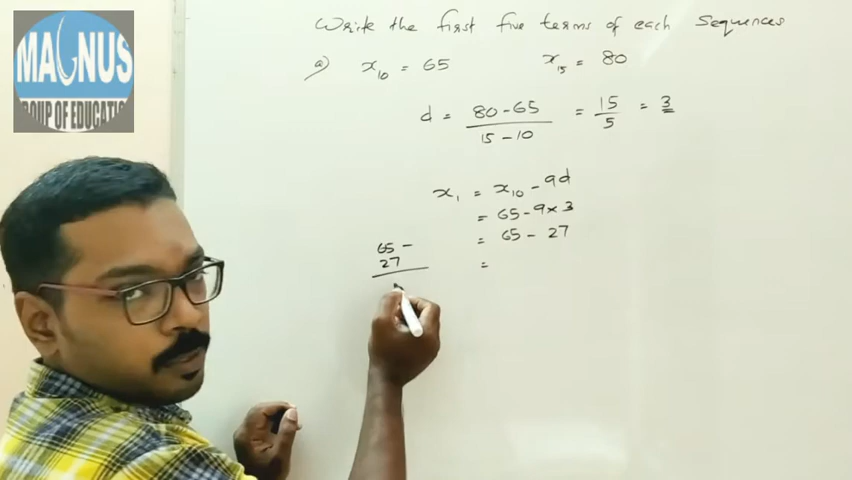 MAGNUS
GROUP OF EDUCATION
Write the first five terms of each Sequences
a) x₁₀ = 65 x₁₅ = 80
d = 80-65 / 15-10 = 15/5 = 3
x₁ = x₁₀ - 9d
= 65-9×3
= 65 - 27
65 -
27
=